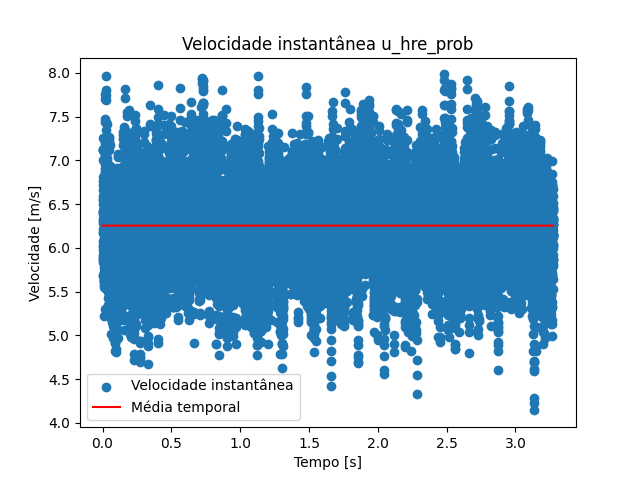 Velocidade instantânea u_hre_prob
Velocidade [m/s]
8.0
7.5
7.0
6.5
6.0
5.5
5.0
4.5
4.0
Velocidade instantânea
Média temporal
0.0 0.5 1.0 1.5 2.0 2.5 3.0
Tempo [s]